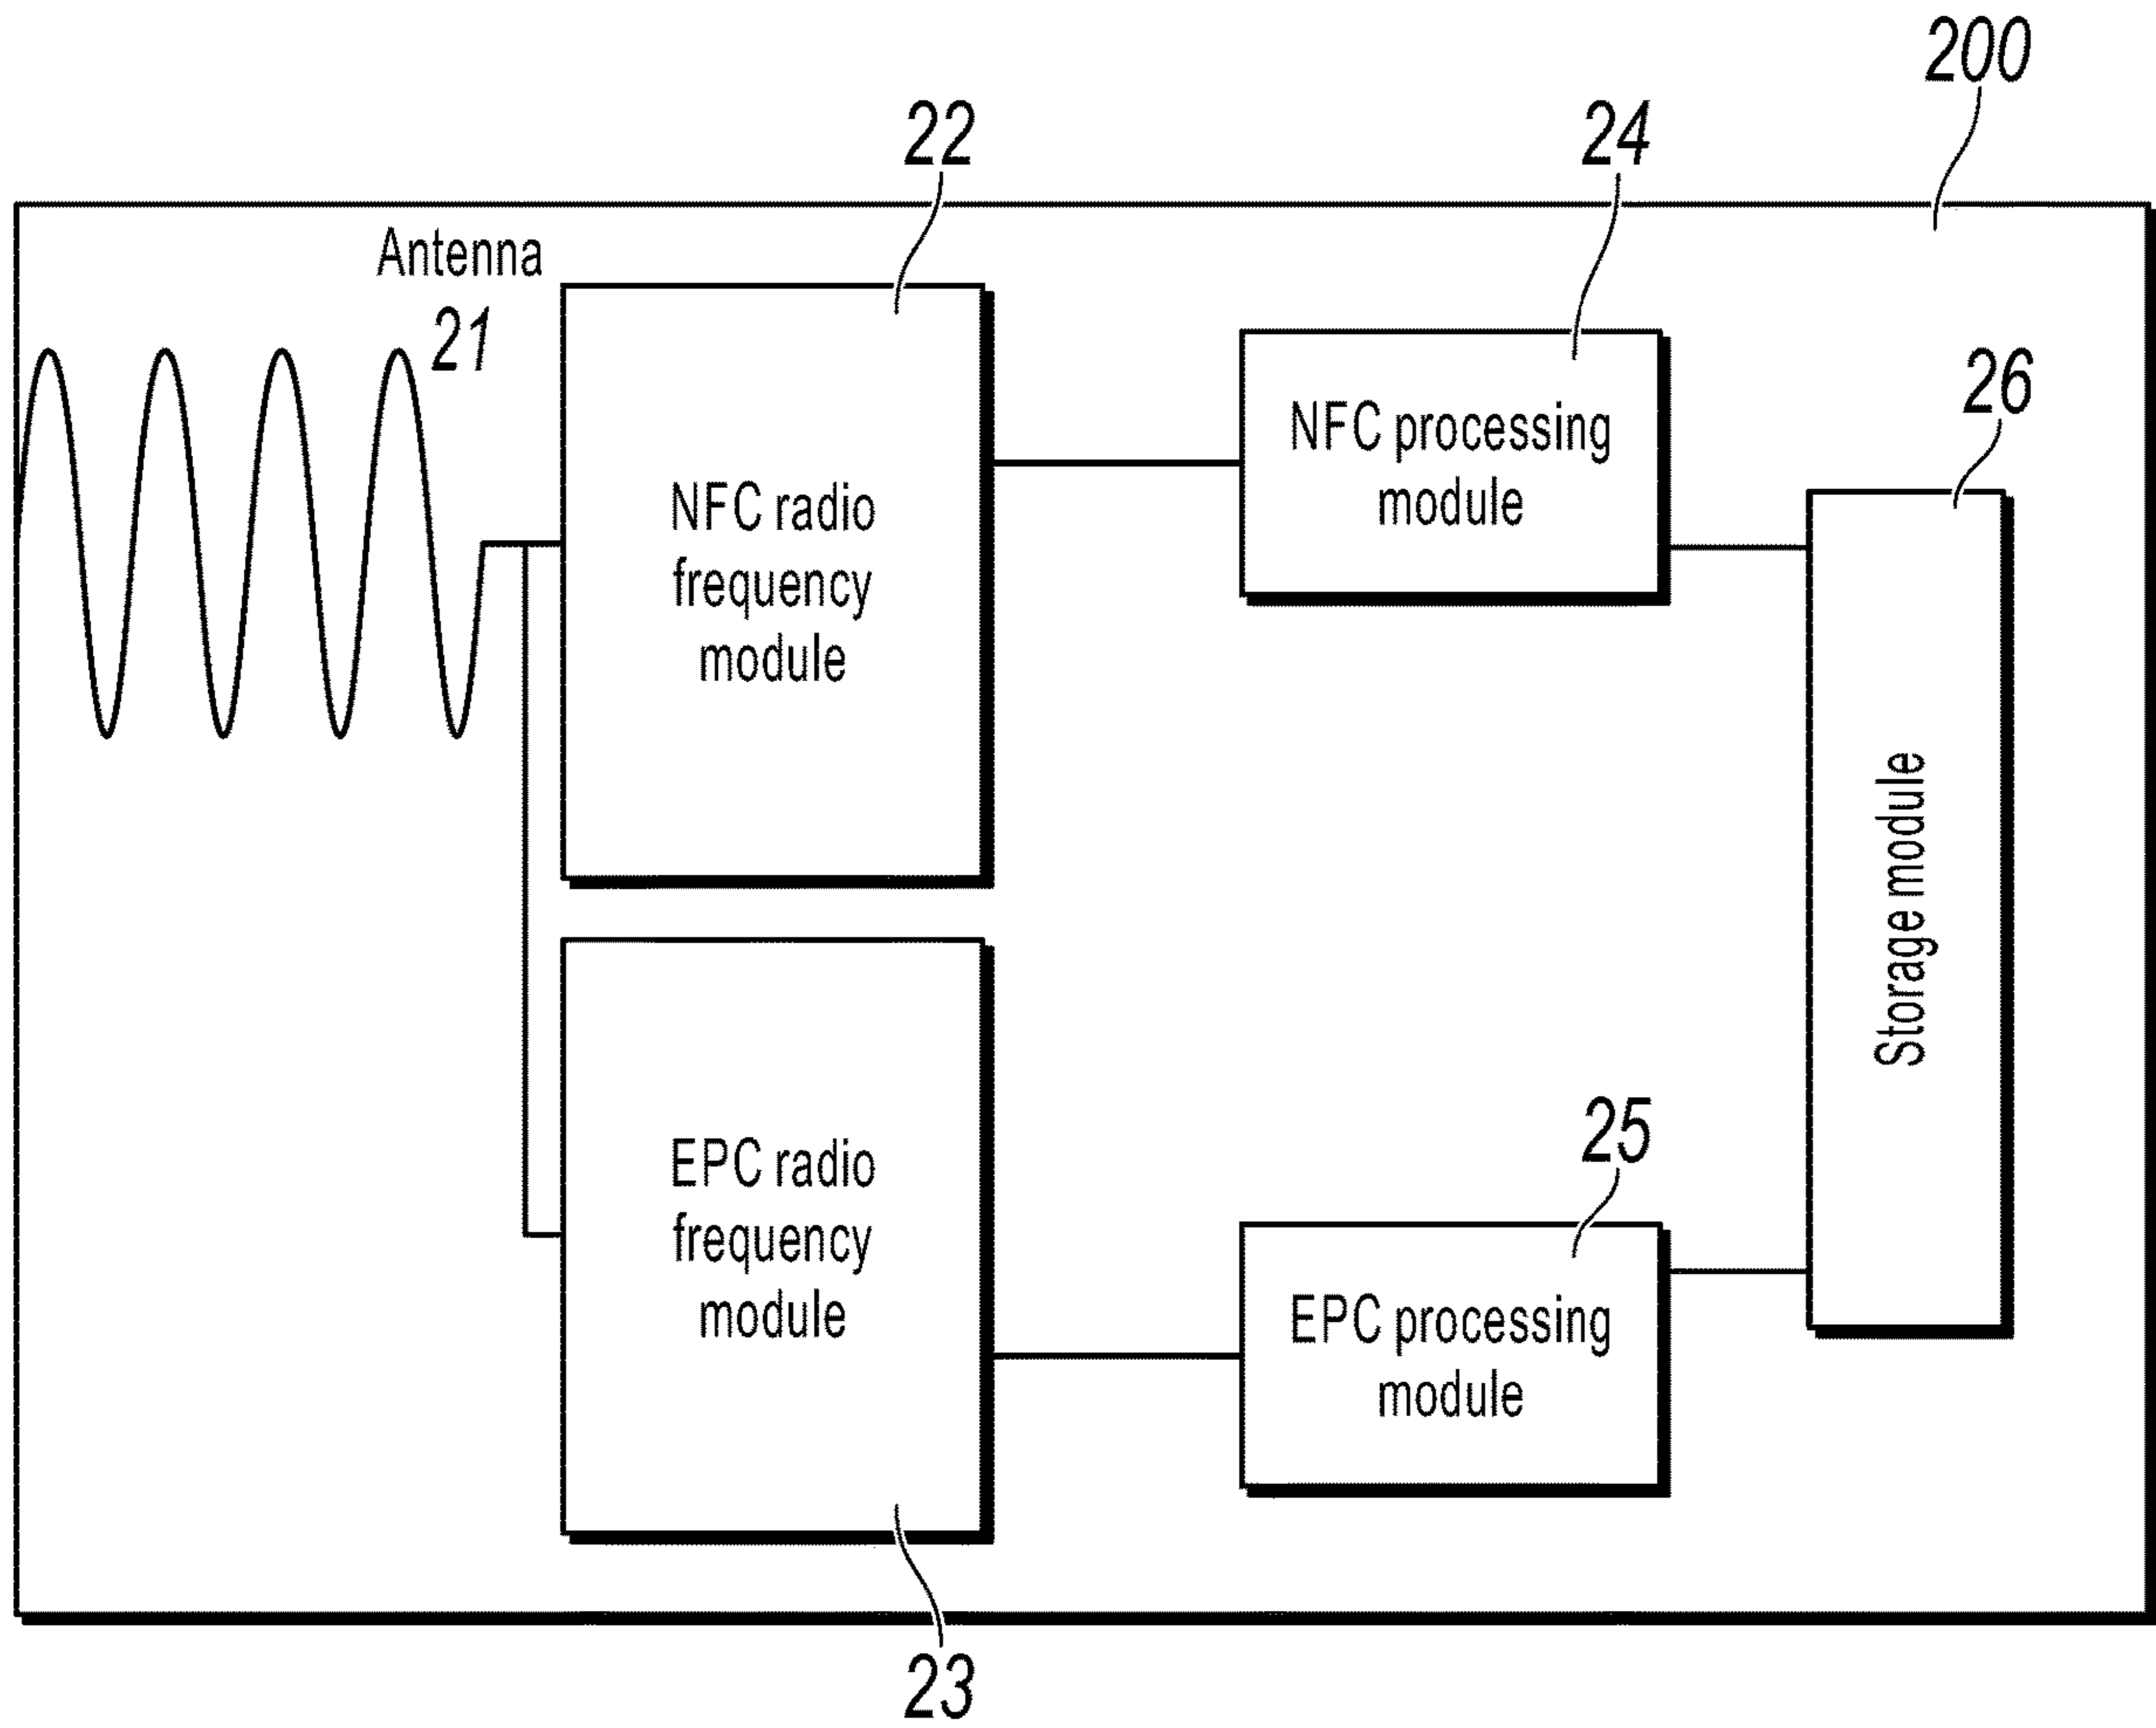 200
22
24
Antenna
21
26
NFC processing
module
NFC radio
frequency
module
Storage module
25
EPC radio
frequency
module
EPC processing
module
23